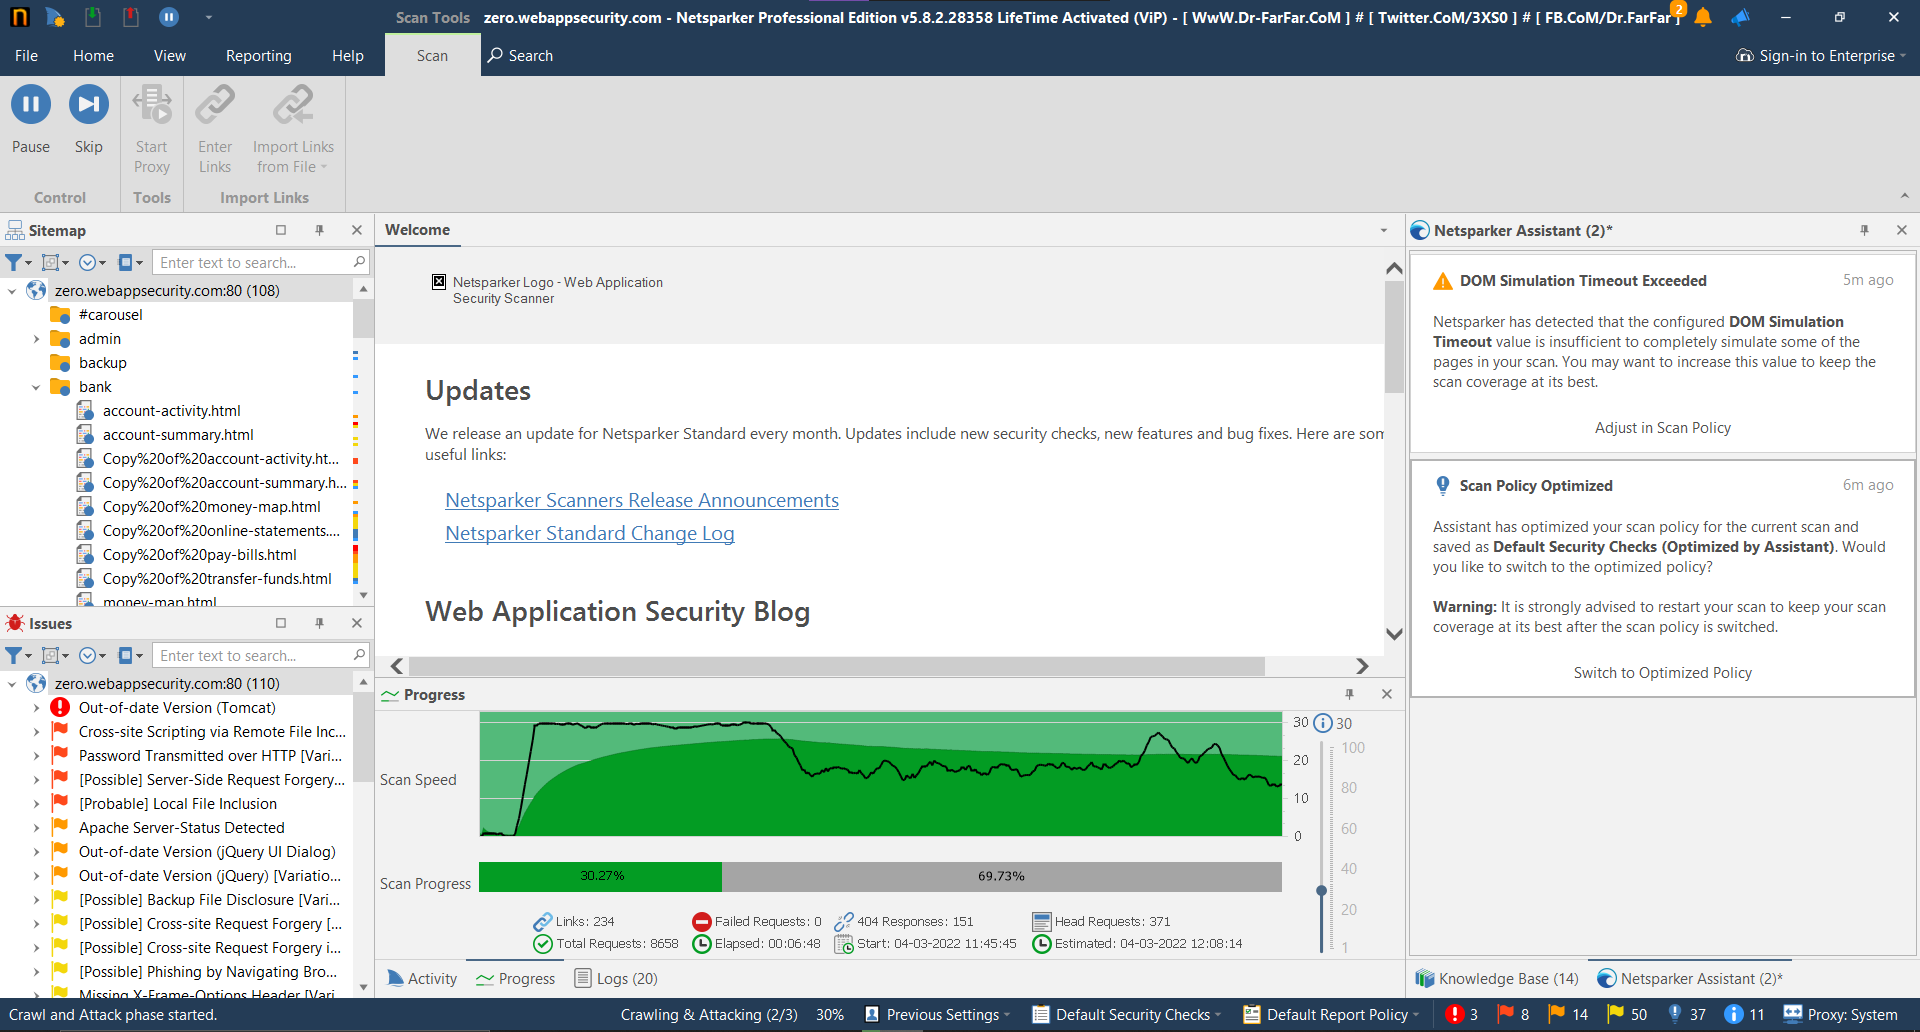 Scan Tools
zero.webappsecurity.com - Netsparker Professional Edition v5.8.2.28358 LifeTime Activated (ViP) - [ WwW.Dr-FarFar.CoM ] # [ Twitter.CoM/3XS0 ] # [ FB.CoM/Dr.FarFar ]
2
File
Home
View
Reporting
Help
Scan
Search
Sign-in to Enterprise
Pause
Skip
Start
Proxy
Enter
Links
Import Links
from File
Control
Tools
Import Links
Sitemap
Enter text to search...
zero.webappsecurity.com:80 (108)
#carousel
admin
backup
bank
account-activity.html
account-summary.html
Copy%20of%20account-activity.ht...
Copy%20of%20account-summary.h...
Copy%20of%20money-map.html
Copy%20of%20online-statements....
Copy%20of%20pay-bills.html
Copy%20of%20transfer-funds.html
money-map.html
Issues
Enter text to search...
zero.webappsecurity.com:80 (110)
Out-of-date Version (Tomcat)
Cross-site Scripting via Remote File Inc...
Password Transmitted over HTTP [Vari...
[Possible] Server-Side Request Forgery...
[Probable] Local File Inclusion
Apache Server-Status Detected
Out-of-date Version (jQuery UI Dialog)
Out-of-date Version (jQuery) [Variatio...
[Possible] Backup File Disclosure [Vari...
[Possible] Cross-site Request Forgery [...
[Possible] Cross-site Request Forgery i...
[Possible] Phishing by Navigating Bro...
Missing X-Frame-Options Header [Vari...
Welcome
Netsparker Logo - Web Application
Security Scanner
Updates
We release an update for Netsparker Standard every month. Updates include new security checks, new features and bug fixes. Here are som
useful links:
Netsparker Scanners Release Announcements
Netsparker Standard Change Log
Web Application Security Blog
Progress
Scan Speed
30
20
10
0
30
100
80
60
40
20
1
Scan Progress
30.27%
69.73%
Links: 234
Failed Requests: 0
404 Responses: 151
Head Requests: 371
Total Requests: 8658
Elapsed: 00:06:48
Start: 04-03-2022 11:45:45
Estimated: 04-03-2022 12:08:14
Activity
Progress
Logs (20)
Netsparker Assistant (2)*
DOM Simulation Timeout Exceeded
5m ago
Netsparker has detected that the configured DOM Simulation
Timeout value is insufficient to completely simulate some of the
pages in your scan. You may want to increase this value to keep the
scan coverage at its best.
Adjust in Scan Policy
Scan Policy Optimized
6m ago
Assistant has optimized your scan policy for the current scan and
saved as Default Security Checks (Optimized by Assistant). Would
you like to switch to the optimized policy?
Warning: It is strongly advised to restart your scan to keep your scan
coverage at its best after the scan policy is switched.
Switch to Optimized Policy
Knowledge Base (14)
Netsparker Assistant (2)*
Crawl and Attack phase started.
Crawling & Attacking (2/3)
30%
Previous Settings
Default Security Checks
Default Report Policy
3
8
14
50
37
11
Proxy: System